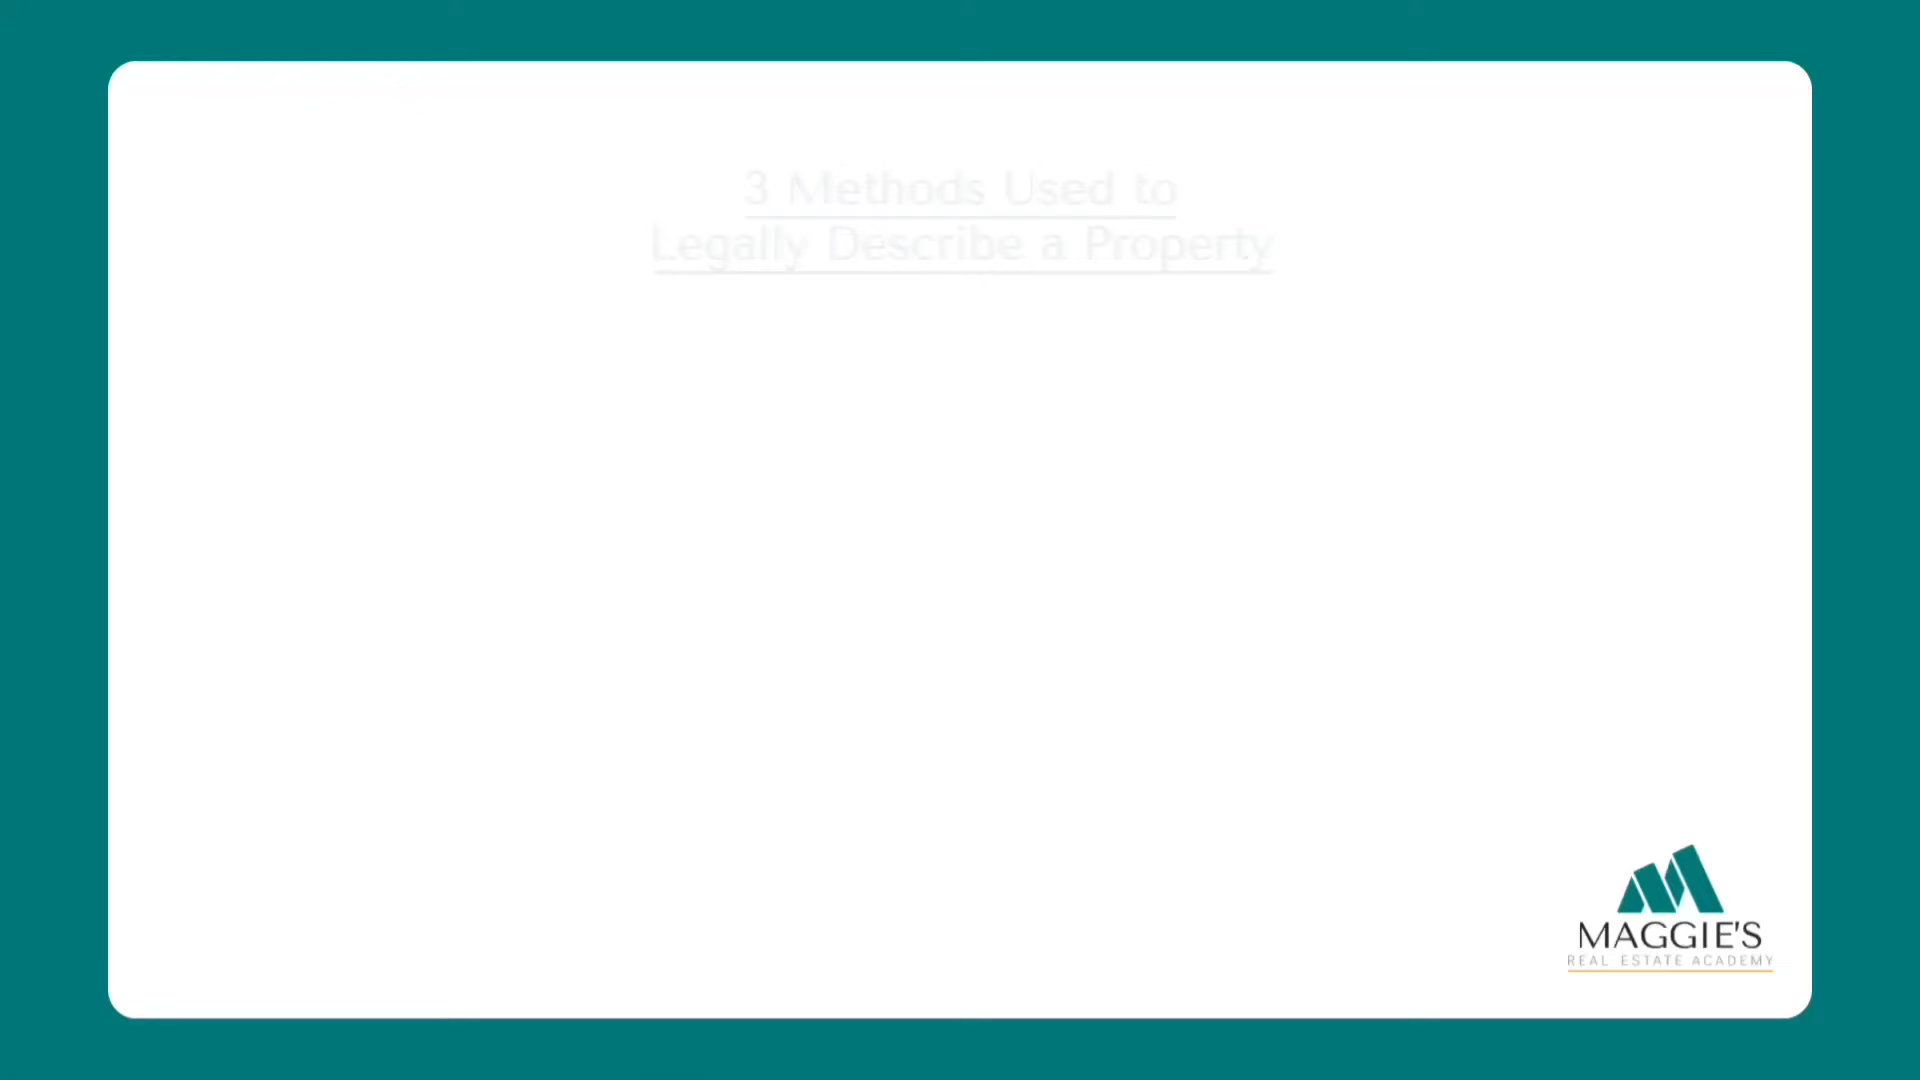 3 Methods Used to
Legally Describe a Property
MAGGIE'S
REAL ESTATE ACADEMY